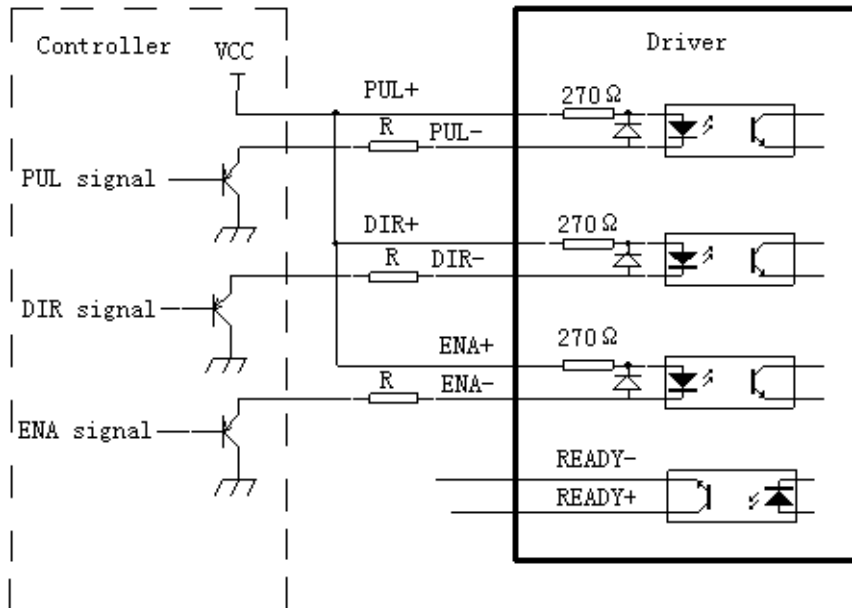 Controller
Driver
VCC
PUL+
270Ω
R
PUL-
PUL signal
DIR+
270Ω
R
DIR-
DIR signal
ENA+
270Ω
R
ENA-
ENA signal
READY-
READY+